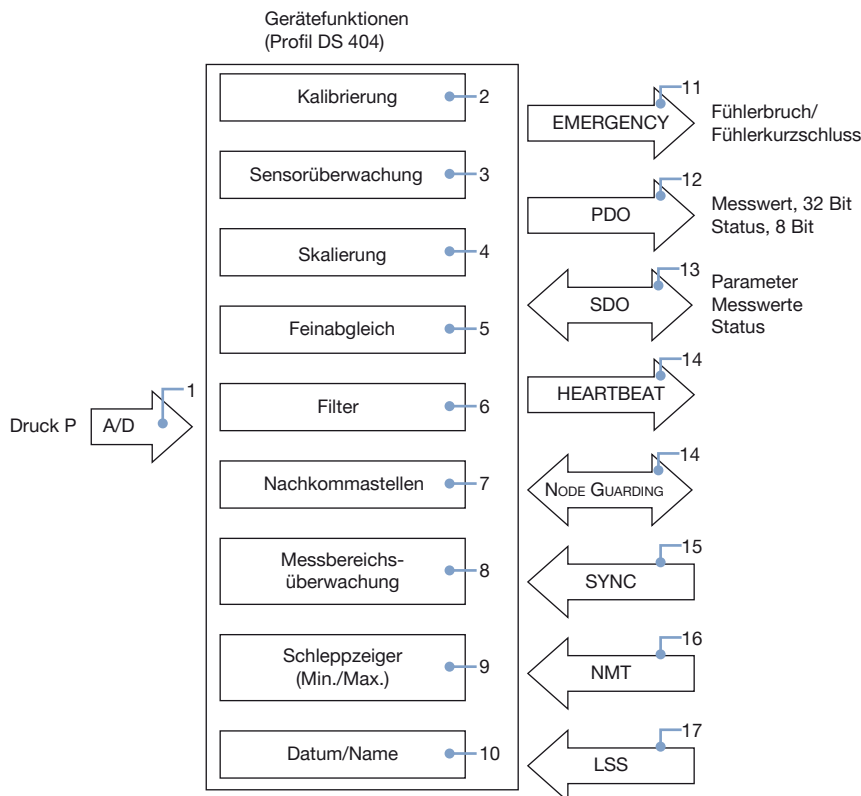 Gerätefunktionen
(Profil DS 404)
Kalibrierung
2
Sensorüberwachung
3
Skalierung
4
Feinabgleich
5
Druck P
A/D
1
Filter
6
Nachkommastellen
7
Messbereichs-
überwachung
8
Schleppzeiger
(Min./Max.)
9
Datum/Name
10
11
EMERGENCY
Fühlerbruch/
Fühlerkurzschluss
12
PDO
Messwert, 32 Bit
Status, 8 Bit
13
SDO
Parameter
Messwerte
Status
14
HEARTBEAT
14
NODE GUARDING
15
SYNC
16
NMT
17
LSS